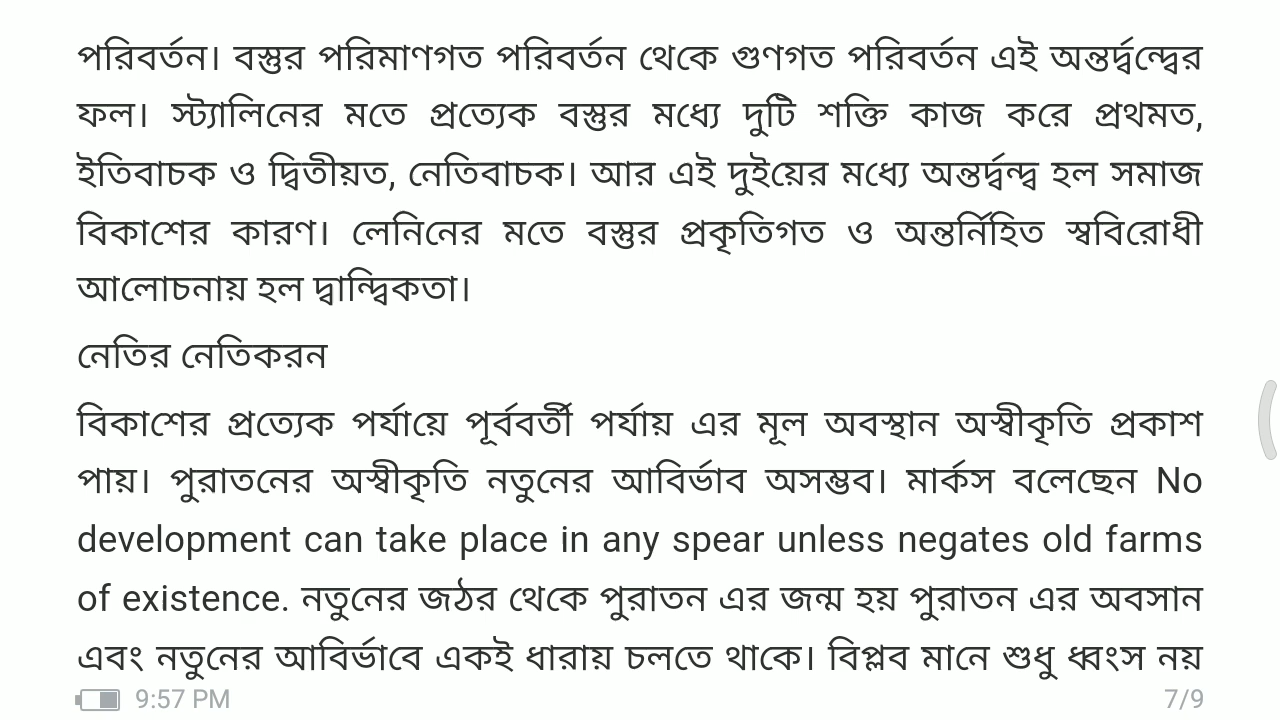 পরিবর্তন। বস্তুর পরিমাণগত পরিবর্তন থেকে গুণগত পরিবর্তন এই অন্তর্দ্বন্দ্বের
ফল। স্ট্যালিনের মতে প্রত্যেক বস্তুর মধ্যে দুটি শক্তি কাজ করে প্রথমত,
ইতিবাচক ও দ্বিতীয়ত, নেতিবাচক। আর এই দুইয়ের মধ্যে অন্তর্দ্বন্দ্ব হল সমাজ
বিকাশের কারণ। লেনিনের মতে বস্তুর প্রকৃতিগত ও অন্তর্নিহিত স্ববিরোধী
আলোচনায় হল দ্বান্দ্বিকতা।
নেতির নেতিকরন
বিকাশের প্রত্যেক পর্যায়ে পূর্ববর্তী পর্যায় এর মূল অবস্থান অস্বীকৃতি প্রকাশ
পায়। পুরাতনের অস্বীকৃতি নতুনের আবির্ভাব অসম্ভব। মার্কস বলেছেন No
development can take place in any spear unless negates old farms
of existence. নতুনের জঠর থেকে পুরাতন এর জন্ম হয় পুরাতন এর অবসান
এবং নতুনের আবির্ভাবে একই ধারায় চলতে থাকে। বিপ্লব মানে শুধু ধ্বংস নয়
9:57 PM
7/9